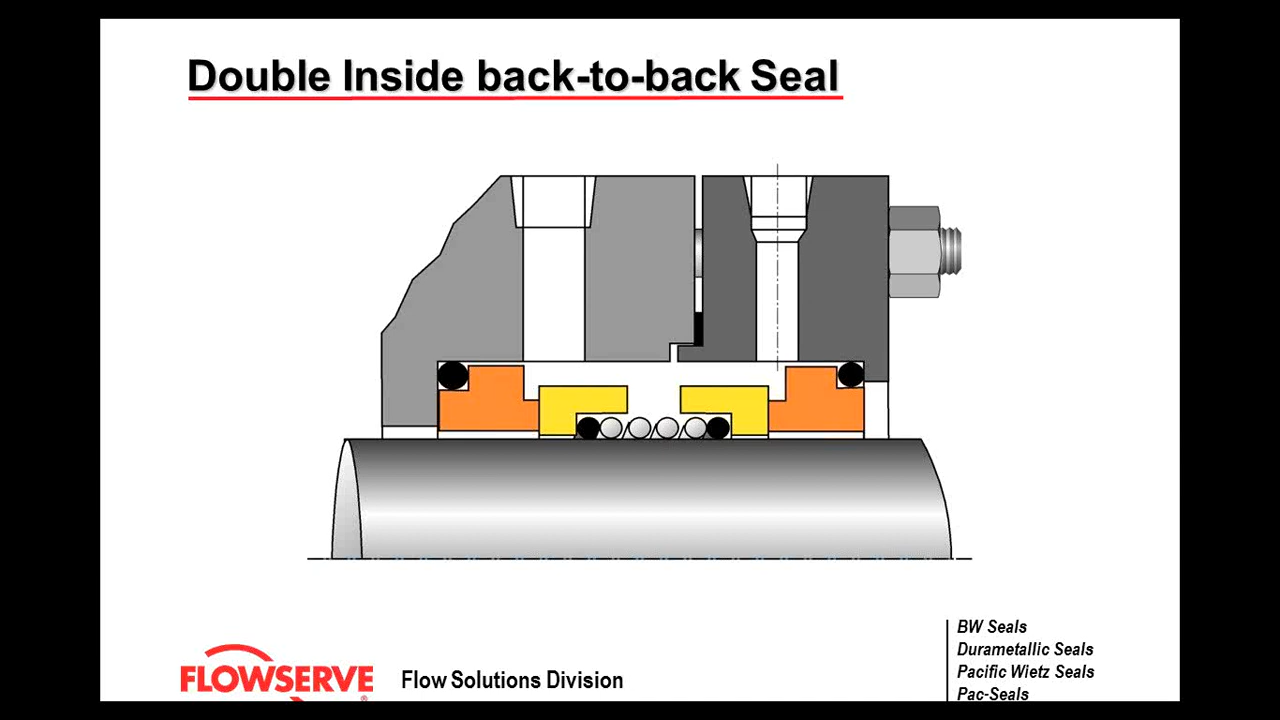 Double Inside back-to-back Seal
FLOWSERVE
®
Flow Solutions Division
BW Seals
Durametallic Seals
Pacific Wietz Seals
Pac-Seals